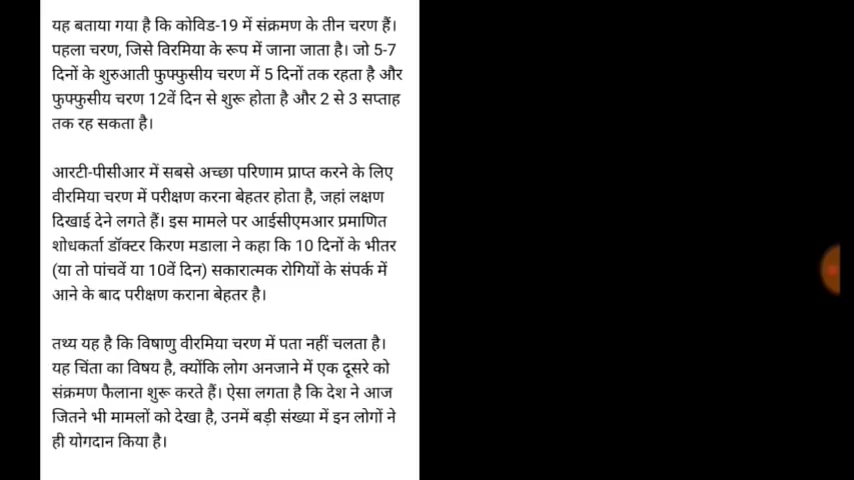 यह बताया गया है कि कोविड-19 में संक्रमण के तीन चरण हैं।
पहला चरण, जिसे विरमिया के रूप में जाना जाता है। जो 5-7
दिनों के शुरुआती फुफ्फुसीय चरण में 5 दिनों तक रहता है और
फुफ्फुसीय चरण 12वें दिन से शुरू होता है और 2 से 3 सप्ताह
तक रह सकता है।
आरटी-पीसीआर में सबसे अच्छा परिणाम प्राप्त करने के लिए
वीरमिया चरण में परीक्षण करना बेहतर होता है, जहां लक्षण
दिखाई देने लगते हैं। इस मामले पर आईसीएमआर प्रमाणित
शोधकर्ता डॉक्टर किरण मडाला ने कहा कि 10 दिनों के भीतर
(या तो पांचवें या 10वें दिन) सकारात्मक रोगियों के संपर्क में
आने के बाद परीक्षण कराना बेहतर है।
तथ्य यह है कि विषाणु वीरमिया चरण में पता नहीं चलता है।
यह चिंता का विषय है, क्योंकि लोग अनजाने में एक दूसरे को
संक्रमण फैलाना शुरू करते हैं। ऐसा लगता है कि देश ने आज
जितने भी मामलों को देखा है, उनमें बड़ी संख्या में इन लोगों ने
ही योगदान किया है।